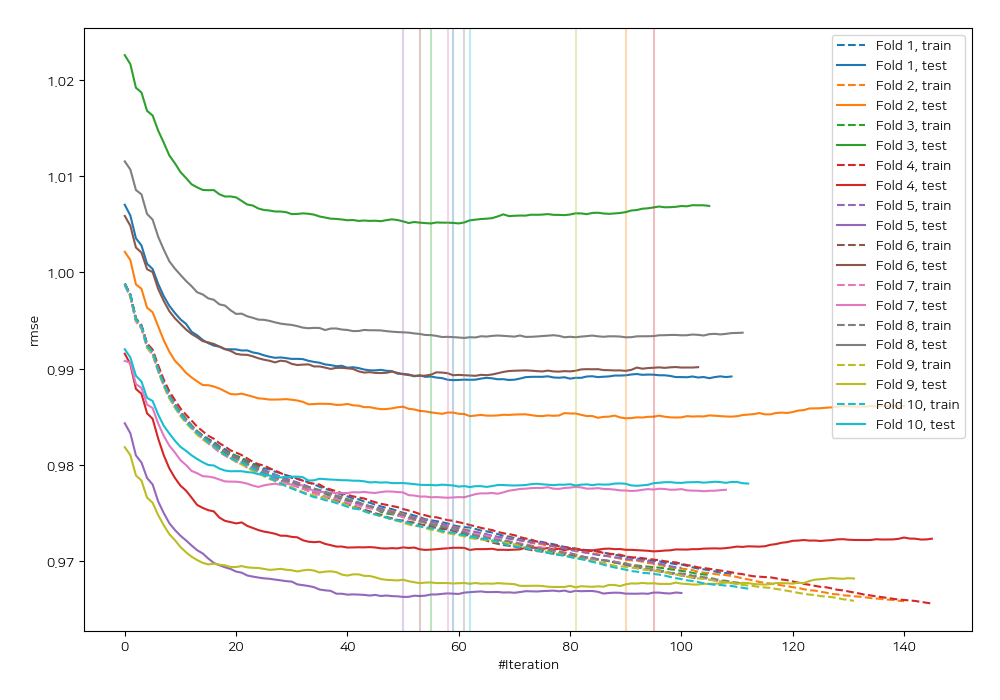 1,02
1,01
1,00
0,99
0,98
0,97
rmse
0
20
40
60
80
100
120
140
#Iteration
Fold 1, train
Fold 1, test
Fold 2, train
Fold 2, test
Fold 3, train
Fold 3, test
Fold 4, train
Fold 4, test
Fold 5, train
Fold 5, test
Fold 6, train
Fold 6, test
Fold 7, train
Fold 7, test
Fold 8, train
Fold 8, test
Fold 9, train
Fold 9, test
Fold 10, train
Fold 10, test